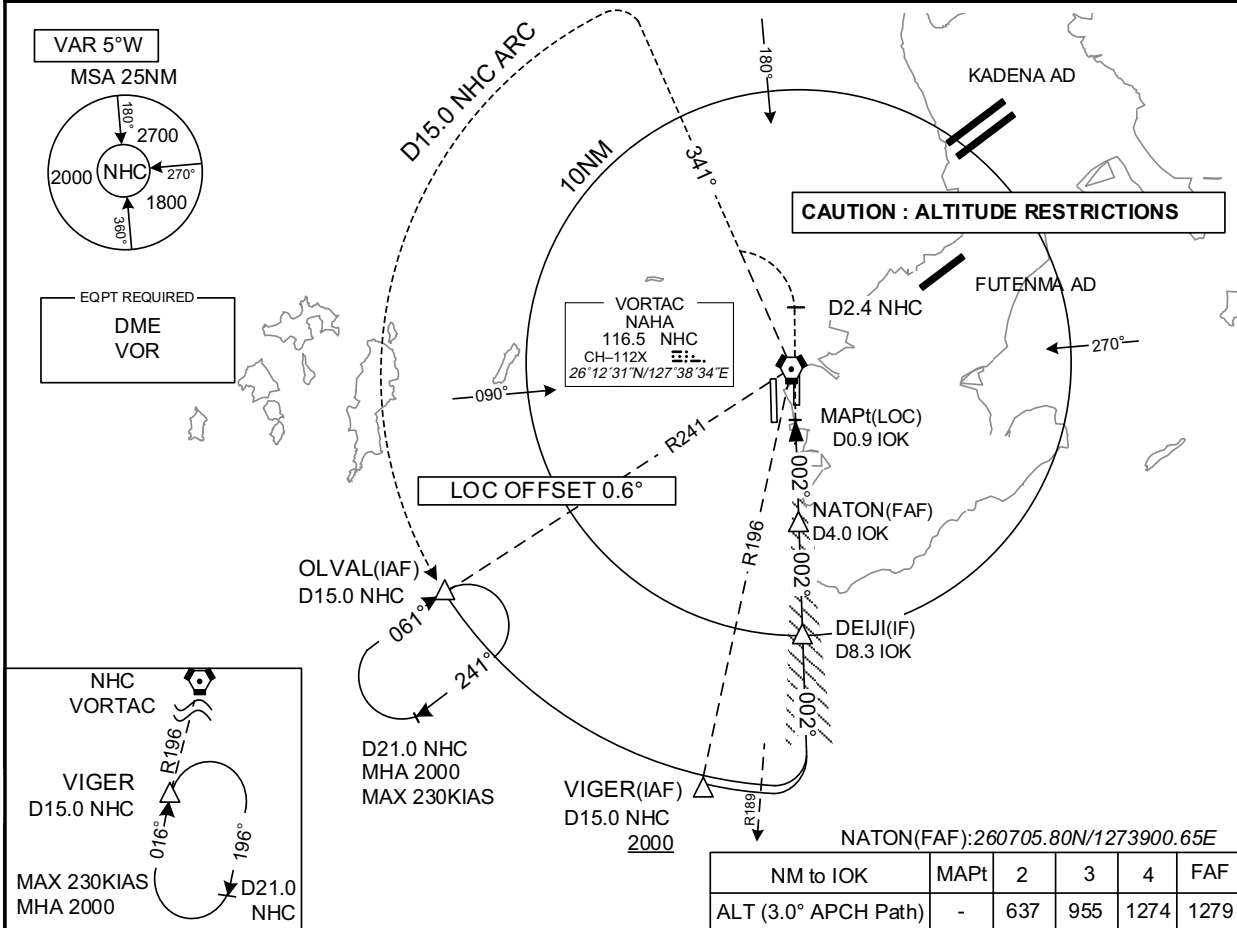 VAR 5°W
MSA 25NM
180°
2700
NHC
2000
270°
1800
360°
EQPT REQUIRED
DME
VOR
D15.0 NHC ARC
10NM
341°
180°
KADENA AD
CAUTION : ALTITUDE RESTRICTIONS
FUTENMA AD
D2.4 NHC
VORTAC
NAHA
116.5 NHC
CH–112X
26°12′31″N/127°38′34″E
090°
270°
MAPt(LOC)
D0.9 IOK
R241
LOC OFFSET 0.6°
002°
NATON(FAF)
D4.0 IOK
R196
002°
OLVAL(IAF)
D15.0 NHC
061°
241°
DEIJI(IF)
D8.3 IOK
002°
D21.0 NHC
MHA 2000
MAX 230KIAS
VIGER(IAF)
D15.0 NHC
2000
R189
NHC
VORTAC
R196
VIGER
D15.0 NHC
016°
196°
MAX 230KIAS
MHA 2000
D21.0
NHC
NATON(FAF):260705.80N/1273900.65E
NM to IOK MAPt 2 3 4 FAF
ALT (3.0° APCH Path) - 637 955 1274 1279